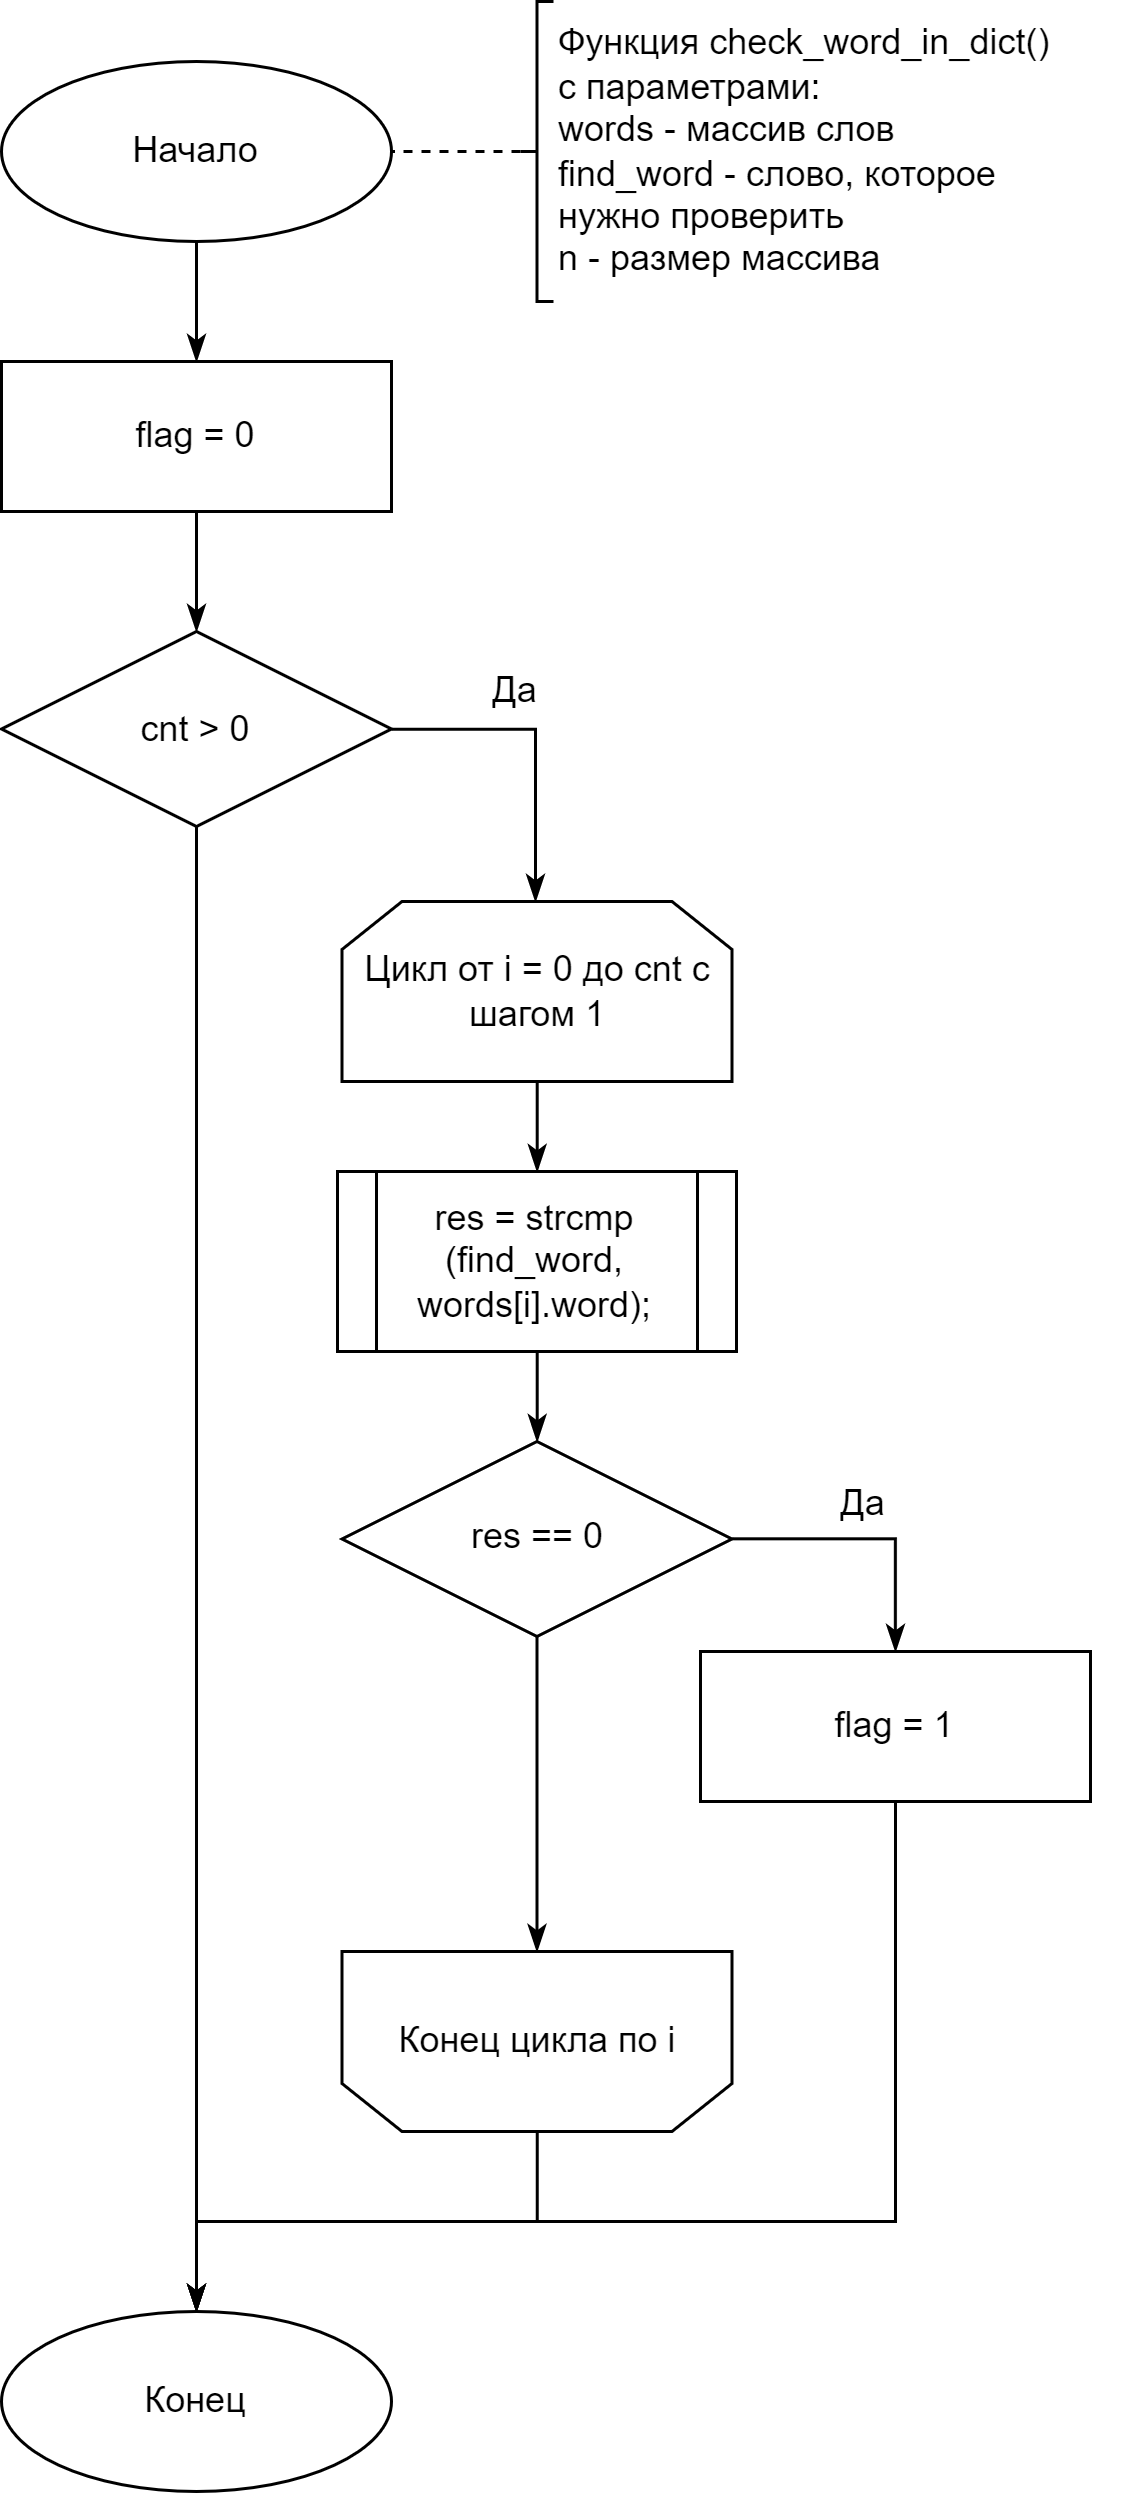 Функция check_word_in_dict()
с параметрами:
words - массив слов
find_word - слово, которое
нужно проверить
n - размер массива
Начало
flag = 0
cnt > 0
Да
Цикл от i = 0 до cnt с
шагом 1
res = strcmp
(find_word,
words[i].word);
res == 0
Да
flag = 1
Конец цикла по i
Конец